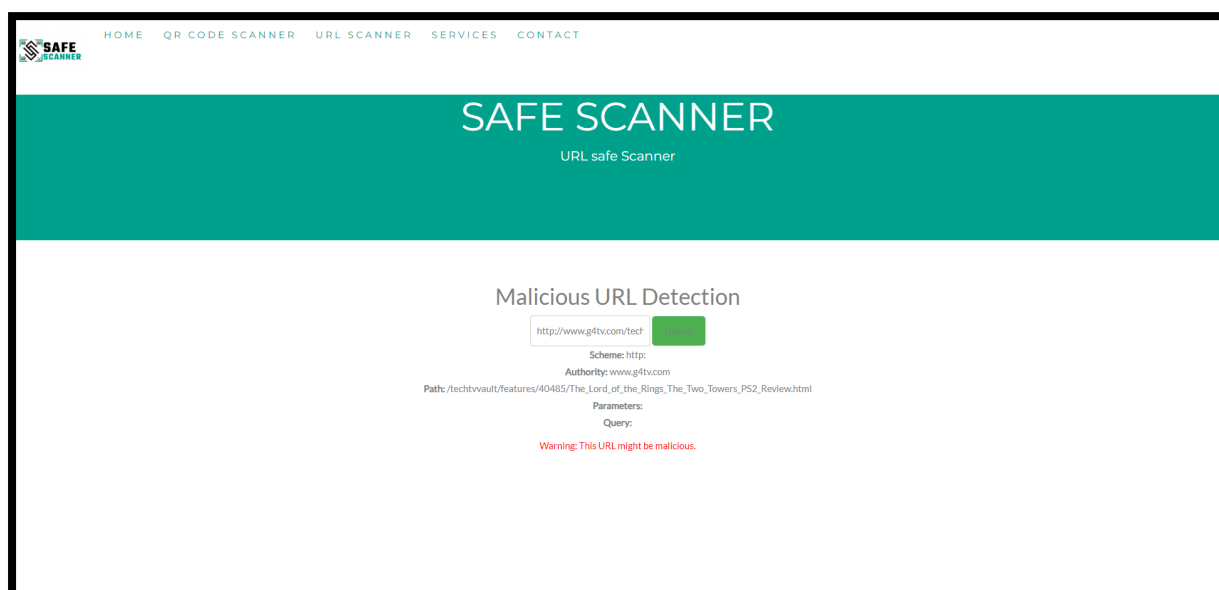 SAFE
SCANNER
HOME QR CODE SCANNER URL SCANNER SERVICES CONTACT
SAFE SCANNER
URL safe Scanner
Malicious URL Detection
http://www.g4tv.com/tech
Scheme: http:
Authority: www.g4tv.com
Path: /techtvvault/features/40485/The_Lord_of_the_Rings_The_Two_Towers_PS2_Review.html
Parameters:
Query:
Warning: This URL might be malicious.